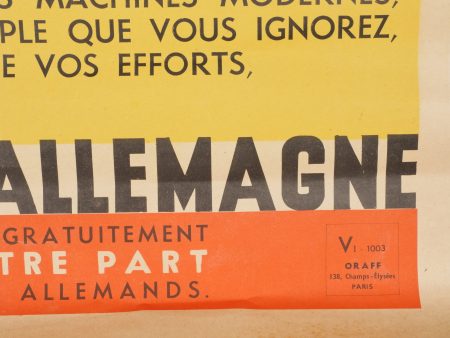 MACHINES MODERNES,
PLE QUE VOUS IGNOREZ,
E VOS EFFORTS,
ALLEMAGNE
GRATUITEMENT
TRE PART
ALLEMANDS.
VI - 1003
ORAFF
138, Champs-Élysées
PARIS